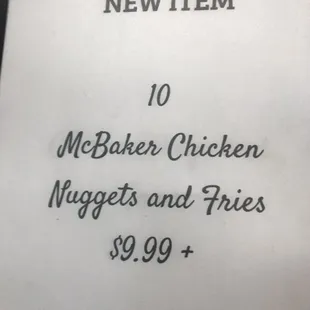 NEW ITEM
10
McBaker Chicken
Nuggets and Fries
$9.99 +